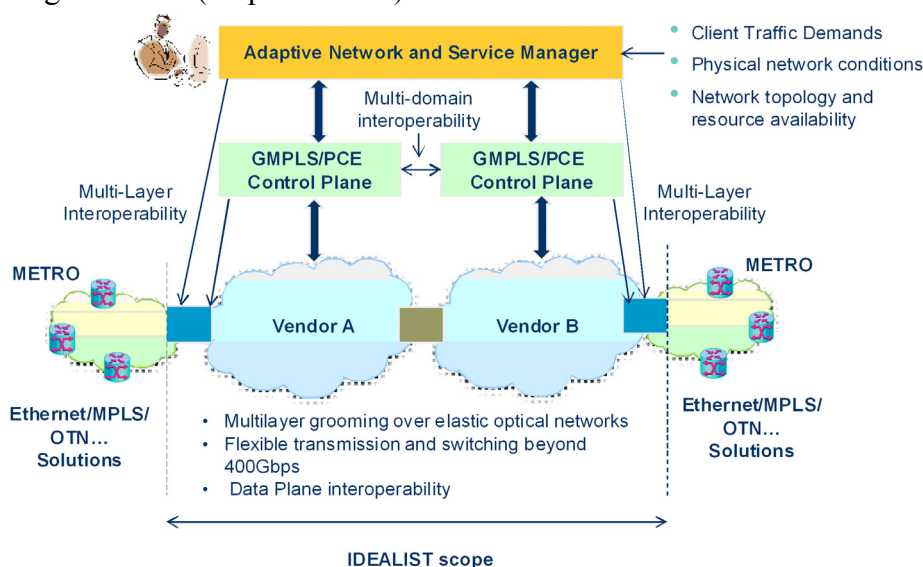 Adaptive Network and Service Manager
• Client Traffic Demands
• Physical network conditions
• Network topology and
resource availability
Multi-domain
interoperability
GMPLS/PCE
Control Plane
GMPLS/PCE
Control Plane
Multi-Layer
Interoperability
Multi-Layer
Interoperability
METRO
METRO
Vendor A
Vendor B
Ethernet/MPLS/
OTN…
Solutions
• Multilayer grooming over elastic optical networks
• Flexible transmission and switching beyond
400Gbps
• Data Plane interoperability
Ethernet/MPLS/
OTN…
Solutions
IDEALIST scope